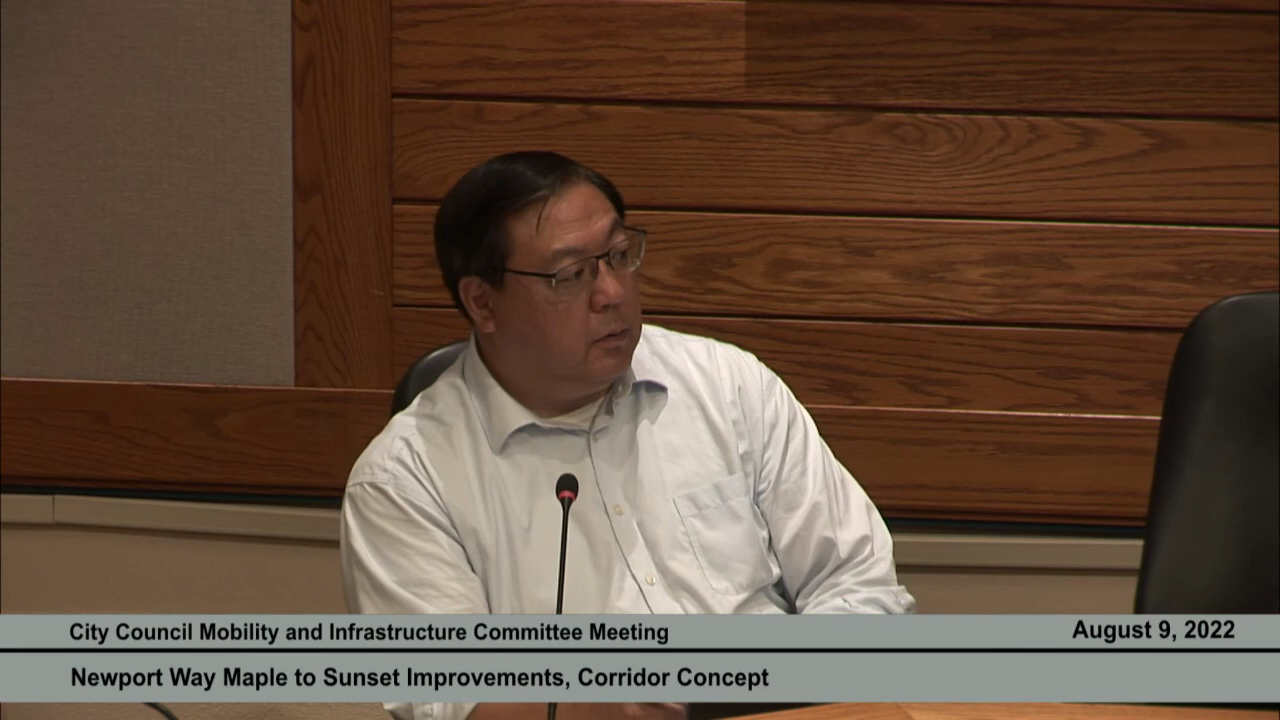 City Council Mobility and Infrastructure Committee Meeting
August 9, 2022
Newport Way Maple to Sunset Improvements, Corridor Concept